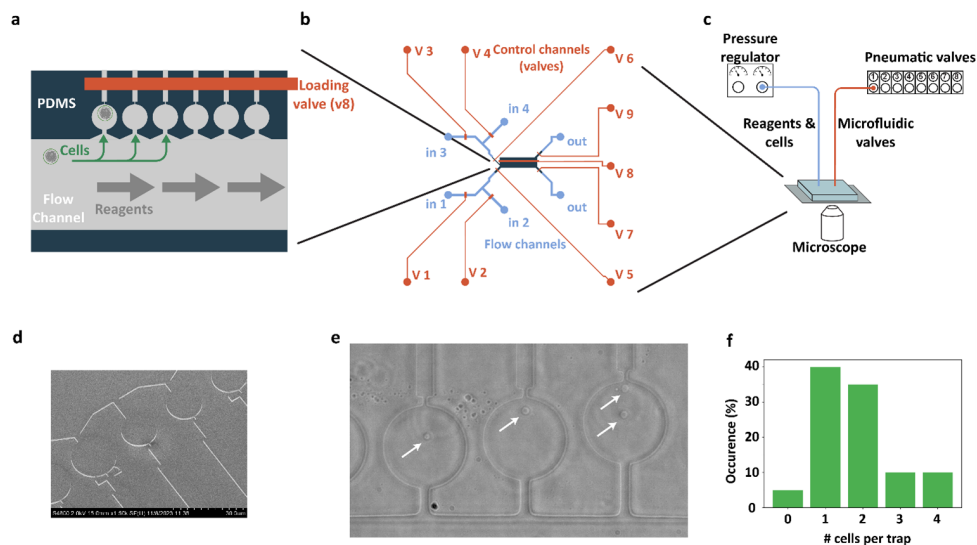 a
PDMS
Loading
valve (v8)
Cells
Flow
Channel
Reagents
b
V 3
V 4
Control channels
(valves)
V 6
in 4
in 3
V 9
out
V 8
in 1
in 2
out
V 7
Flow channels
V 1
V 2
V 5
c
Pressure
regulator
Pneumatic valves
1 2 3 4 5 6 7 8
Reagents &
cells
Microfluidic
valves
Microscope
d
30.0um
e
f
Occurence (%)
40
30
20
10
0
0 1 2 3 4
# cells per trap